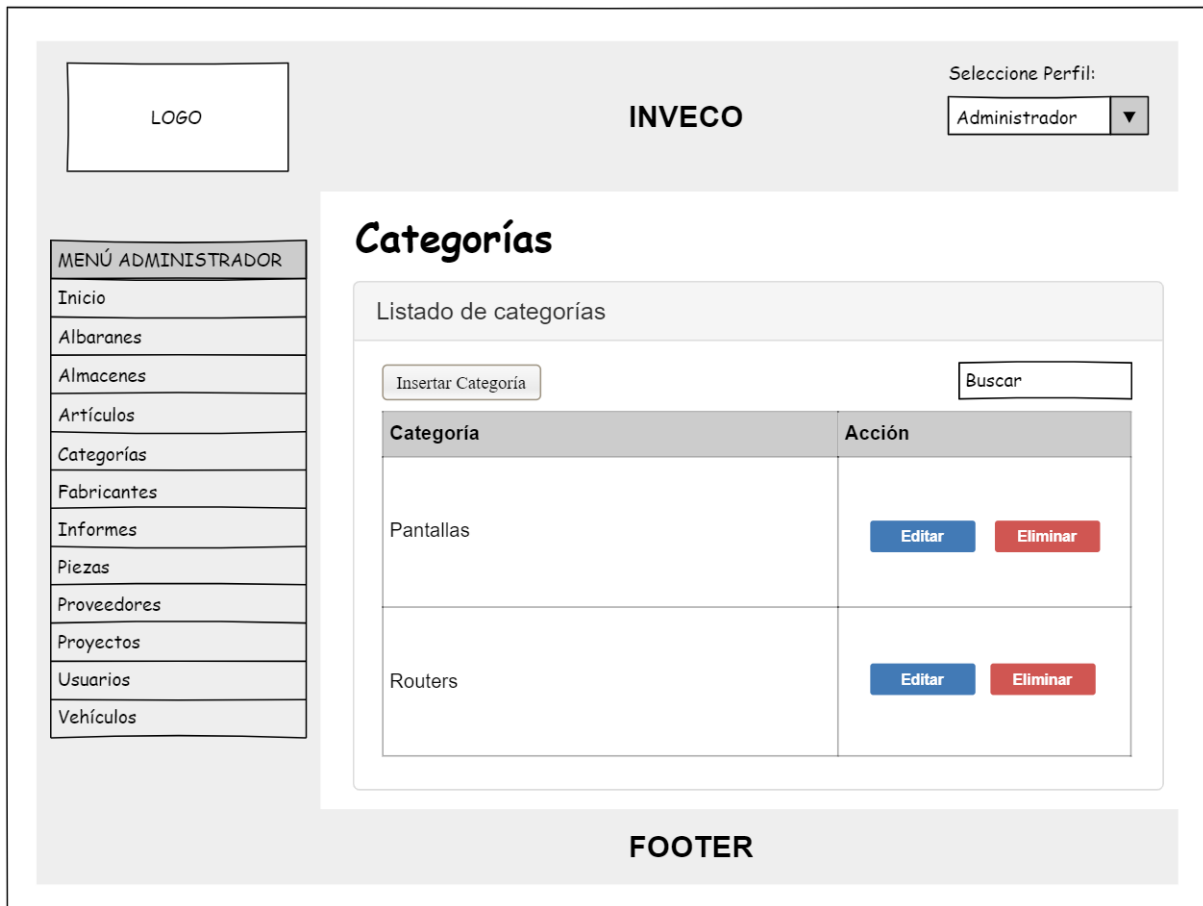 LOGO
INVECO
Seleccione Perfil:
Administrador
MENÚ ADMINISTRADOR
Inicio
Albaranes
Almacenes
Artículos
Categorías
Fabricantes
Informes
Piezas
Proveedores
Proyectos
Usuarios
Vehículos
Categorías
Listado de categorías
Insertar Categoría
Buscar
Categoría Acción
Pantallas Editar Eliminar
Routers Editar Eliminar
FOOTER